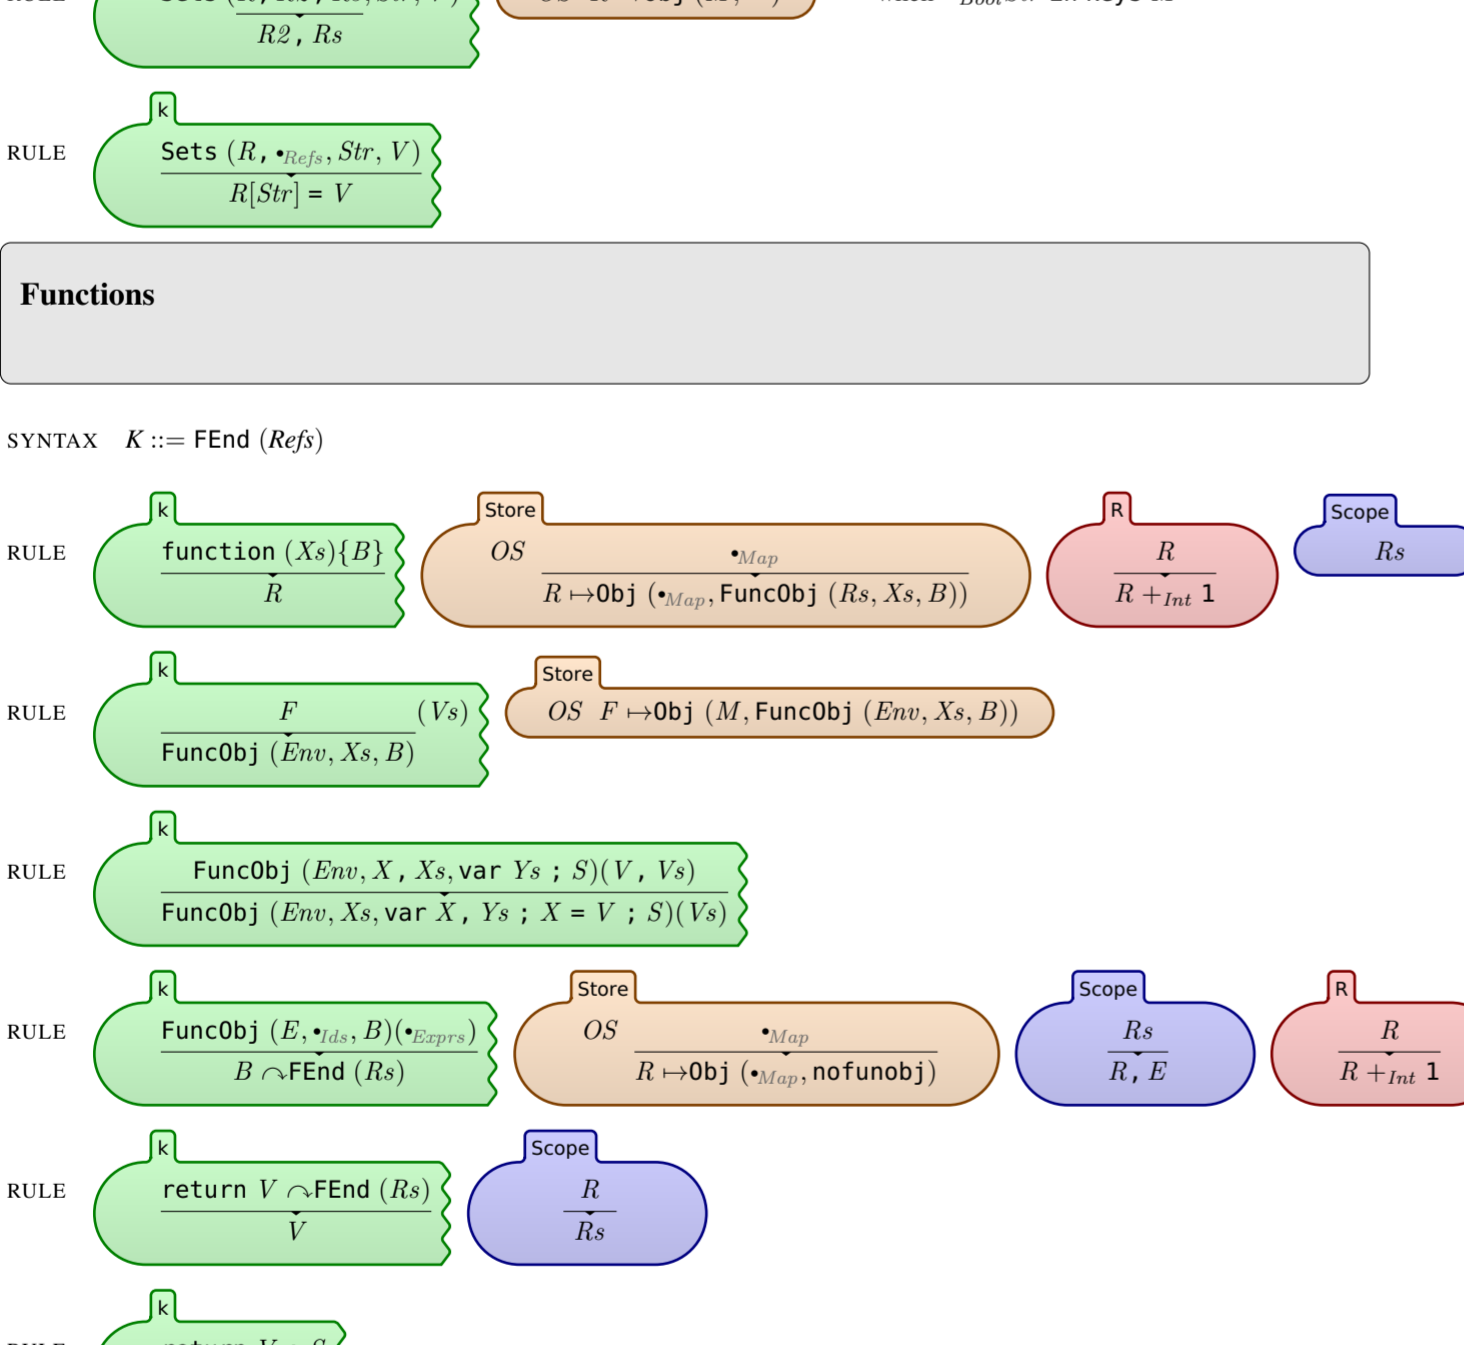 R2 , Rs
k
RULE Sets (R, •Refs, Str, V)
R[Str] = V
Functions
SYNTAX K ::= FEnd (Refs)
k Store R Scope
RULE function (Xs){B} OS •Map R Rs
R R ↦Obj (•Map, FuncObj (Rs, Xs, B)) R +Int 1
k Store
RULE F (Vs) OS F ↦Obj (M, FuncObj (Env, Xs, B))
FuncObj (Env, Xs, B)
k
RULE FuncObj (Env, X , Xs, var Ys ; S)(V , Vs)
FuncObj (Env, Xs, var X , Ys ; X = V ; S)(Vs)
k Store Scope R
RULE FuncObj (E, •Ids, B)(•Exprs) OS •Map Rs R
B ↷FEnd (Rs) R ↦Obj (•Map, nofunobj) R , E R +Int 1
k Scope
RULE return V ↷FEnd (Rs) R
V Rs
k